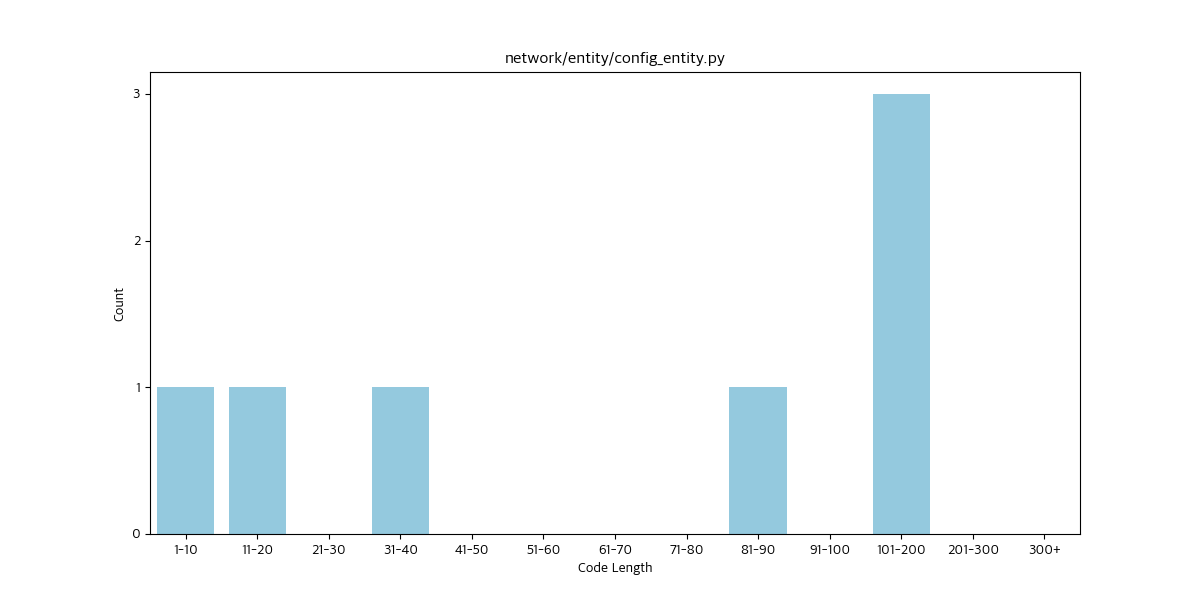 network/entity/config_entity.py
3
2
1
0
Count
1-10 11-20 21-30 31-40 41-50 51-60 61-70 71-80 81-90 91-100 101-200 201-300 300+
Code Length